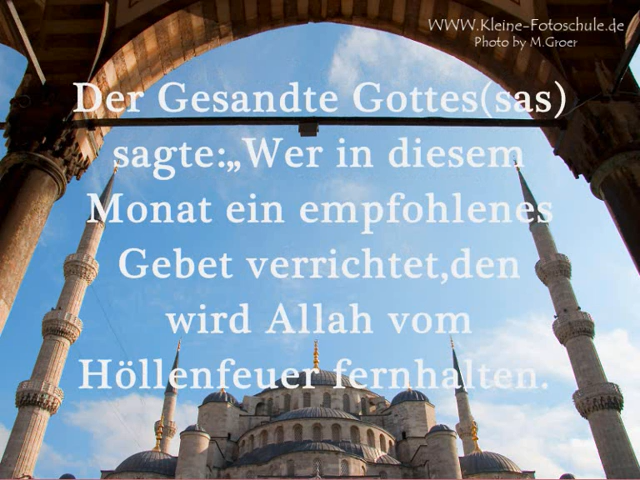 WWW.Kleine-Fotoschule.de
Photo by M.Groer
Der Gesandte Gottes(sas)
sagte:„Wer in diesem
Monat ein empfohlenes
Gebet verrichtet,den
wird Allah vom
Höllenfeuer fernhalten.